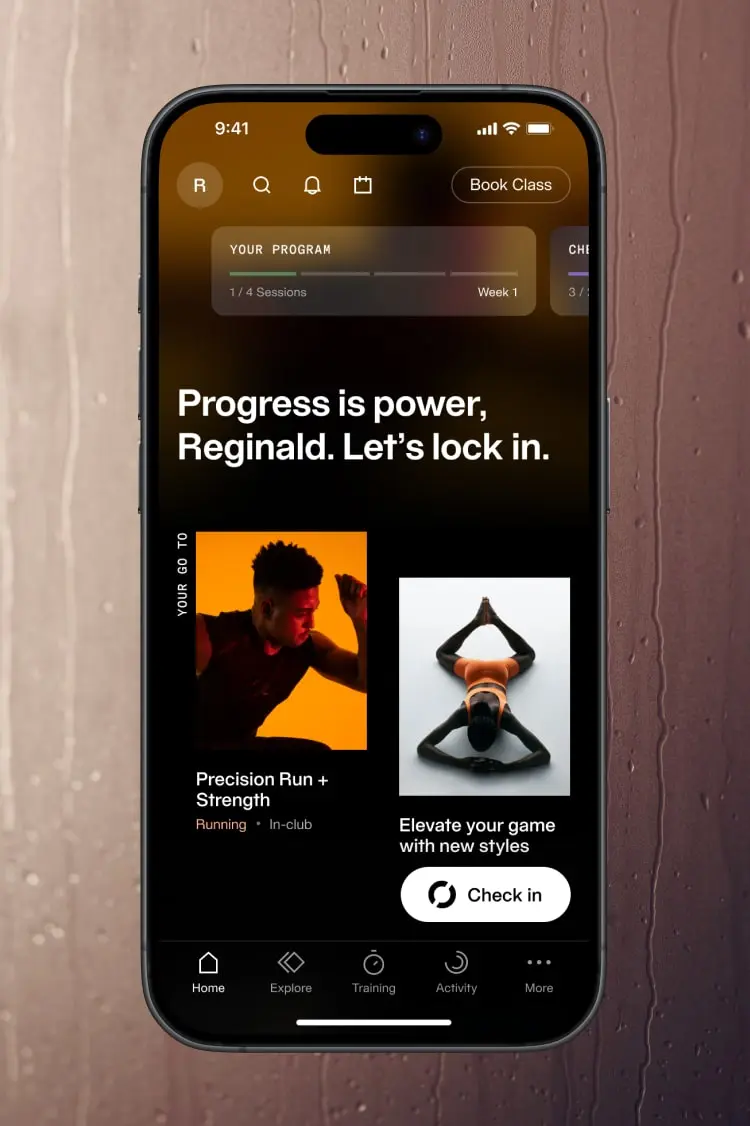 9:41
R
Book Class
YOUR PROGRAM
1 / 4 Sessions
Week 1
CHE
3 /
Progress is power,
Reginald. Let’s lock in.
YOUR GO TO
Precision Run +
Strength
Running • In-club
Elevate your game
with new styles
Check in
Home
Explore
Training
Activity
More